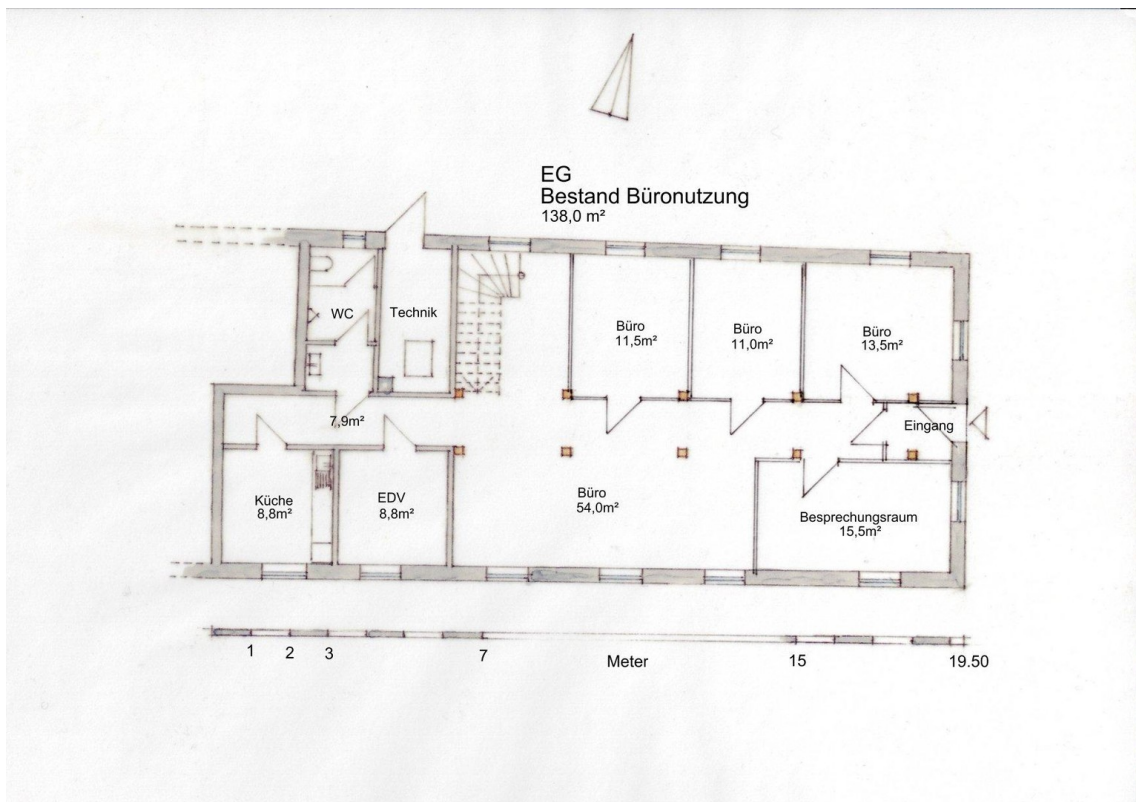 EG
Bestand Büronutzung
138,0 m²
WC
Technik
Büro
11,5m²
Büro
11,0m²
Büro
13,5m²
7,9m²
Eingang
Küche
8,8m²
EDV
8,8m²
Büro
54,0m²
Besprechungsraum
15,5m²
1
2
3
7
Meter
15
19.50